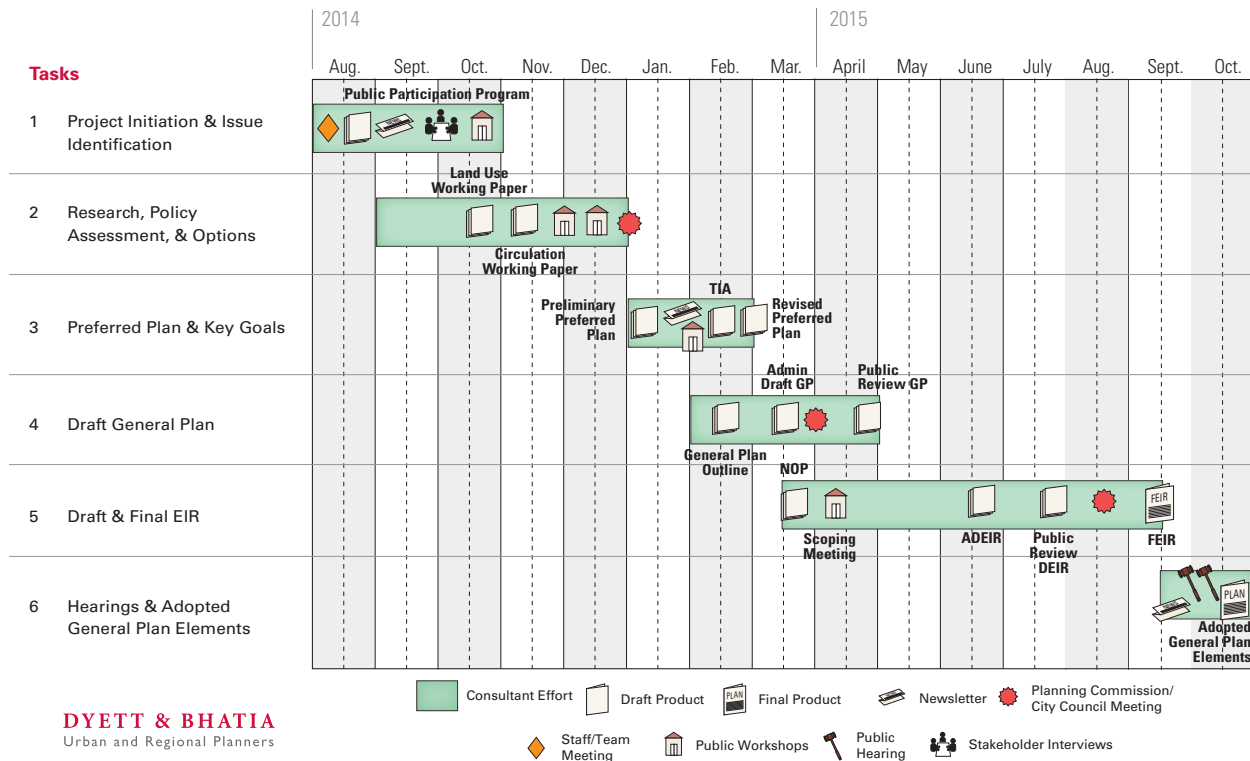 2014
2015
Tasks
Aug.
Sept.
Oct.
Nov.
Dec.
Jan.
Feb.
Mar.
April
May
June
July
Aug.
Sept.
Oct.
1
Project Initiation & Issue
Identification
Public Participation Program
NEWS
2
Research, Policy
Assessment, & Options
Land Use
Working Paper
Circulation
Working Paper
3
Preferred Plan & Key Goals
Preliminary
Preferred
Plan
NEWS
TIA
Revised
Preferred
Plan
4
Draft General Plan
General Plan
Outline
Admin
Draft GP
Public
Review GP
5
Draft & Final EIR
NOP
Scoping
Meeting
ADEIR
Public
Review
DEIR
FEIR
FEIR
6
Hearings & Adopted
General Plan Elements
NEWS
PLAN
Adopted
General Plan
Elements
Consultant Effort
Draft Product
PLAN
Final Product
NEWS
Newsletter
Planning Commission/
City Council Meeting
Staff/Team
Meeting
Public Workshops
Public
Hearing
Stakeholder Interviews
DYETT & BHATIA
Urban and Regional Planners